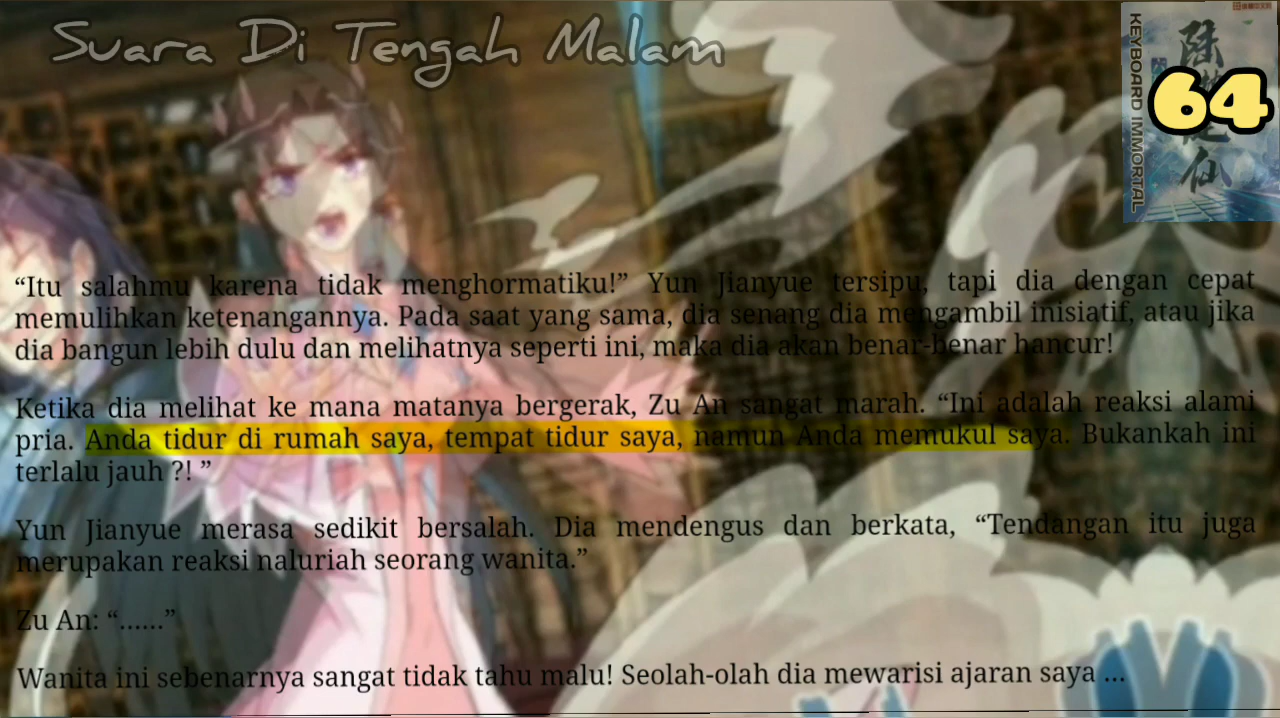 Suara Di Tengah Malam
KEYBOARD IMMORTAL
64
“Itu salahmu karena tidak menghormatiku!” Yun Jianyue tersipu, tapi dia dengan cepat
memulihkan ketenangannya. Pada saat yang sama, dia senang dia mengambil inisiatif, atau jika
dia bangun lebih dulu dan melihatnya seperti ini, maka dia akan benar-benar hancur!
Ketika dia melihat ke mana matanya bergerak, Zu An sangat marah. “Ini adalah reaksi alami
pria. Anda tidur di rumah saya, tempat tidur saya, namun Anda memukul saya. Bukankah ini
terlalu jauh ?! ”
Yun Jianyue merasa sedikit bersalah. Dia mendengus dan berkata, “Tendangan itu juga
merupakan reaksi naluriah seorang wanita.”
Zu An: “......”
Wanita ini sebenarnya sangat tidak tahu malu! Seolah-olah dia mewarisi ajaran saya ...